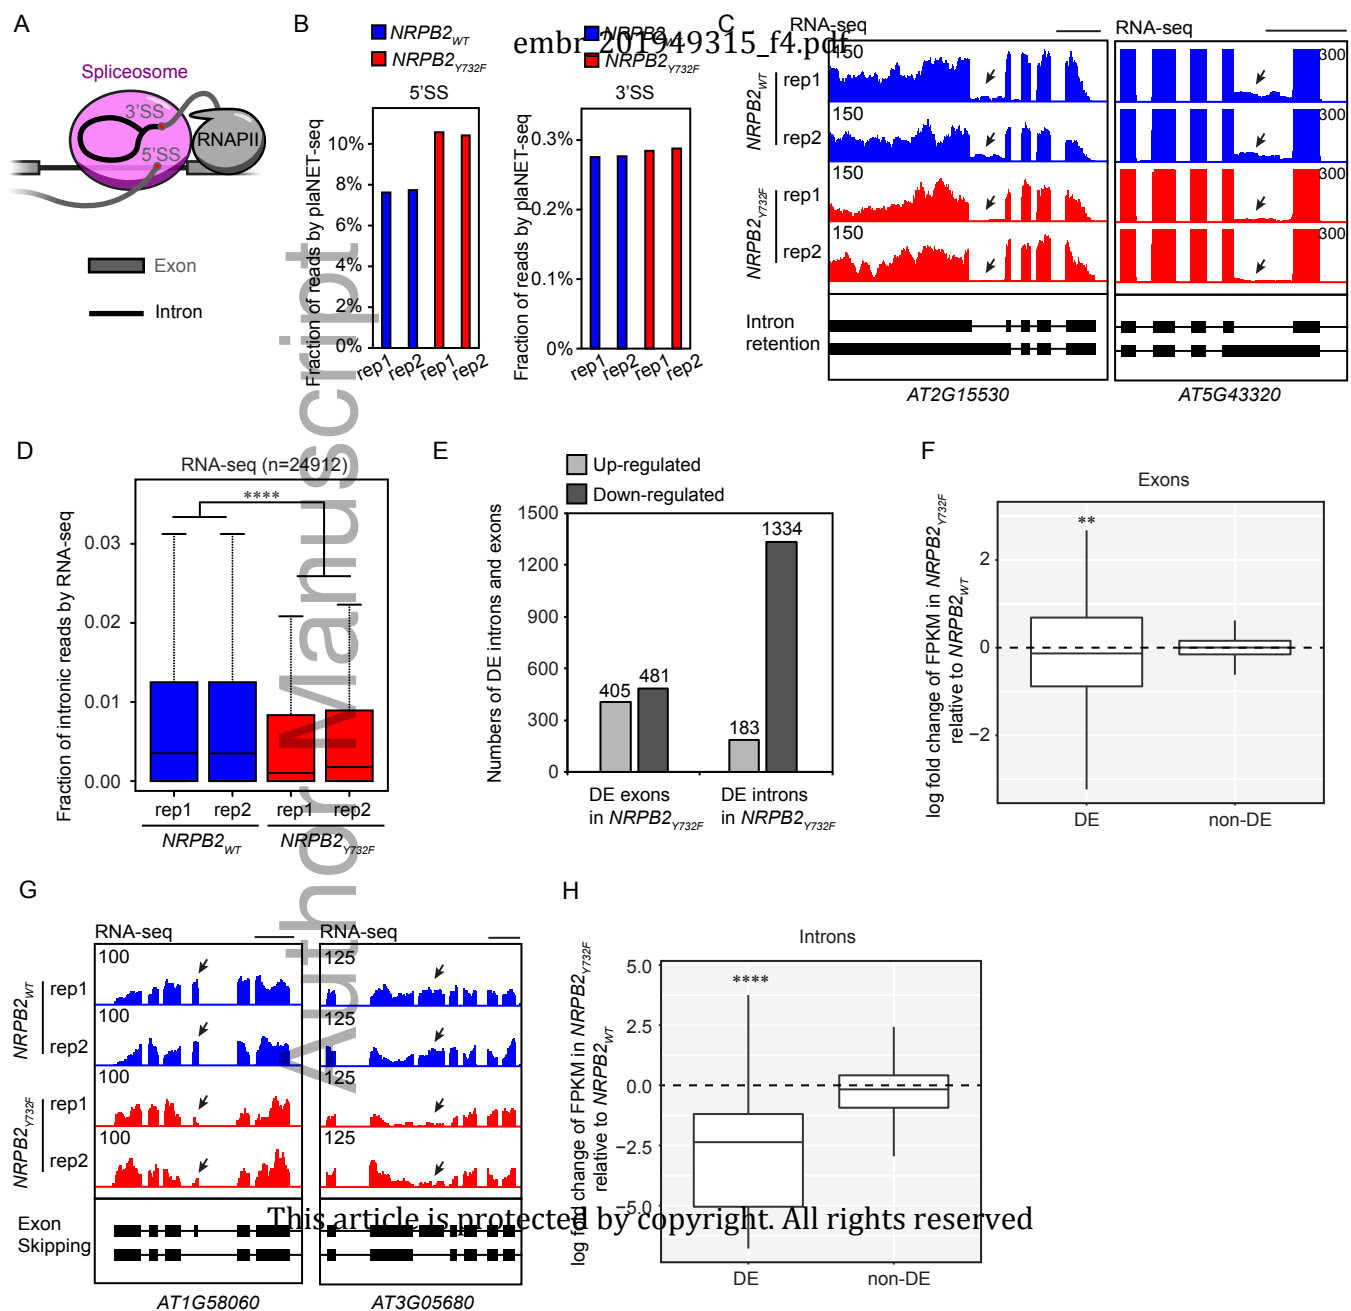 embr_201949315_f4.pdf
A
Spliceosome
3'SS
5'SS
RNAPII
Exon
Intron
B
NRPB2WT
NRPB2Y732F
5'SS
Fraction of reads by plaNET-seq
10%
8%
6%
4%
2%
0%
rep1
rep2
rep1
rep2
NRPB2WT
NRPB2Y732F
3'SS
Fraction of reads by plaNET-seq
0.3%
0.2%
0.1%
0%
rep1
rep2
rep1
rep2
C
RNA-seq
RNA-seq
NRPB2WT
rep1
150
300
rep2
150
300
NRPB2Y732F
rep1
150
300
rep2
150
300
Intron
retention
AT2G15530
AT5G43320
D
RNA-seq (n=24912)
****
Fraction of intronic reads by RNA-seq
0.03
0.02
0.01
0.00
rep1
rep2
rep1
rep2
NRPB2WT
NRPB2Y732F
E
Up-regulated
Down-regulated
Numbers of DE introns and exons
1500
1200
900
600
300
0
405
481
183
1334
DE exons
in NRPB2Y732F
DE introns
in NRPB2Y732F
F
Exons
log fold change of FPKM in NRPB2Y732F
relative to NRPB2WT
2
0
−2
**
DE
non-DE
G
RNA-seq
RNA-seq
NRPB2WT
rep1
100
125
rep2
100
125
NRPB2Y732F
rep1
100
125
rep2
100
125
Exon
Skipping
AT1G58060
AT3G05680
H
Introns
log fold change of FPKM in NRPB2Y732F
relative to NRPB2WT
5.0
2.5
0.0
−2.5
−5.0
****
DE
non-DE
Author Manuscript
This article is protected by copyright. All rights reserved